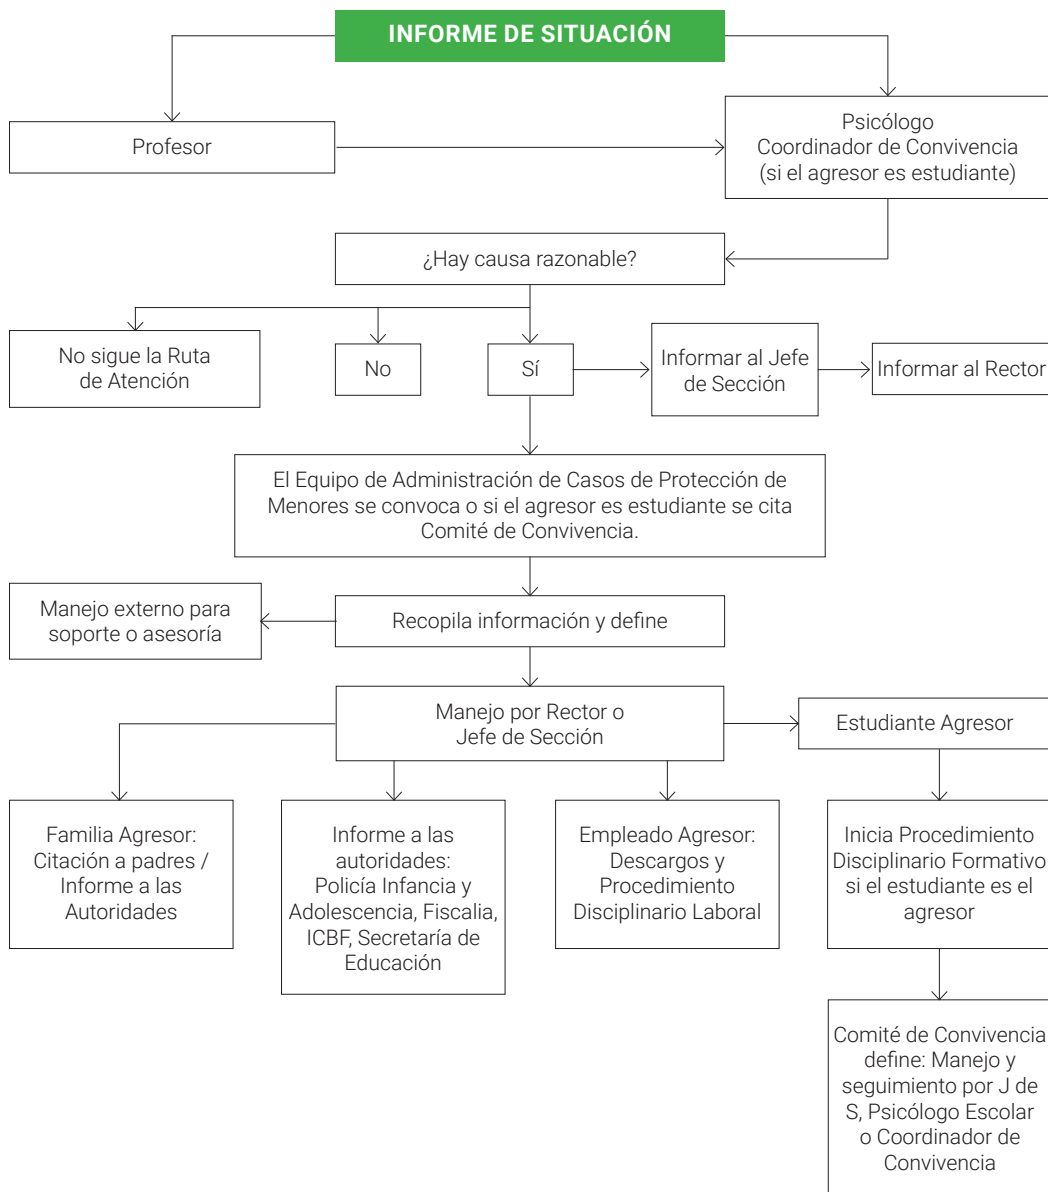 INFORME DE SITUACIÓN
Profesor
Psicólogo
Coordinador de Convivencia
(si el agresor es estudiante)
¿Hay causa razonable?
No sigue la Ruta
de Atención
No
Sí
Informar al Jefe
de Sección
Informar al Rector
El Equipo de Administración de Casos de Protección de
Menores se convoca o si el agresor es estudiante se cita
Comité de Convivencia.
Manejo externo para
soporte o asesoría
Recopila información y define
Manejo por Rector o
Jefe de Sección
Estudiante Agresor
Familia Agresor:
Citación a padres /
Informe a las
Autoridades
Informe a las
autoridades:
Policía Infancia y
Adolescencia, Fiscalia,
ICBF, Secretaría de
Educación
Empleado Agresor:
Descargos y
Procedimiento
Disciplinario Laboral
Inicia Procedimiento
Disciplinario Formativo
si el estudiante es el
agresor
Comité de Convivencia
define: Manejo y
seguimiento por J de
S, Psicólogo Escolar
o Coordinador de
Convivencia